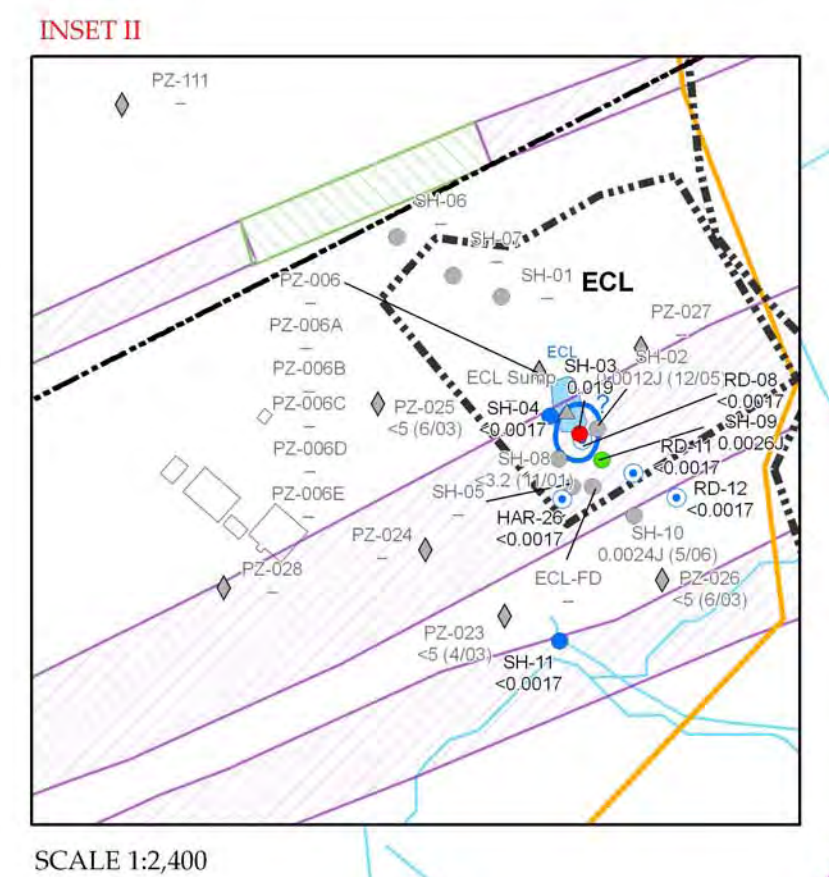 INSET II
PZ-111
–
SH-06
–
SH-07
–
SH-01
–
ECL
PZ-006
–
PZ-006A
–
PZ-006B
–
PZ-006C
–
PZ-006D
–
PZ-006E
–
PZ-027
–
ECL
SH-03
0.019
SH-02
0.0012J (12/05)
ECL Sump
–
?
PZ-025
<5 (6/03)
SH-04
<0.0017
RD-08
<0.0017
SH-09
0.0026J
RD-11
<0.0017
SH-08
<3.2 (11/01)
RD-12
<0.0017
SH-05
–
HAR-26
<0.0017
SH-10
0.0024J (5/06)
PZ-024
–
ECL-FD
–
PZ-026
<5 (6/03)
PZ-028
–
PZ-023
<5 (4/03)
SH-11
<0.0017
SCALE 1:2,400